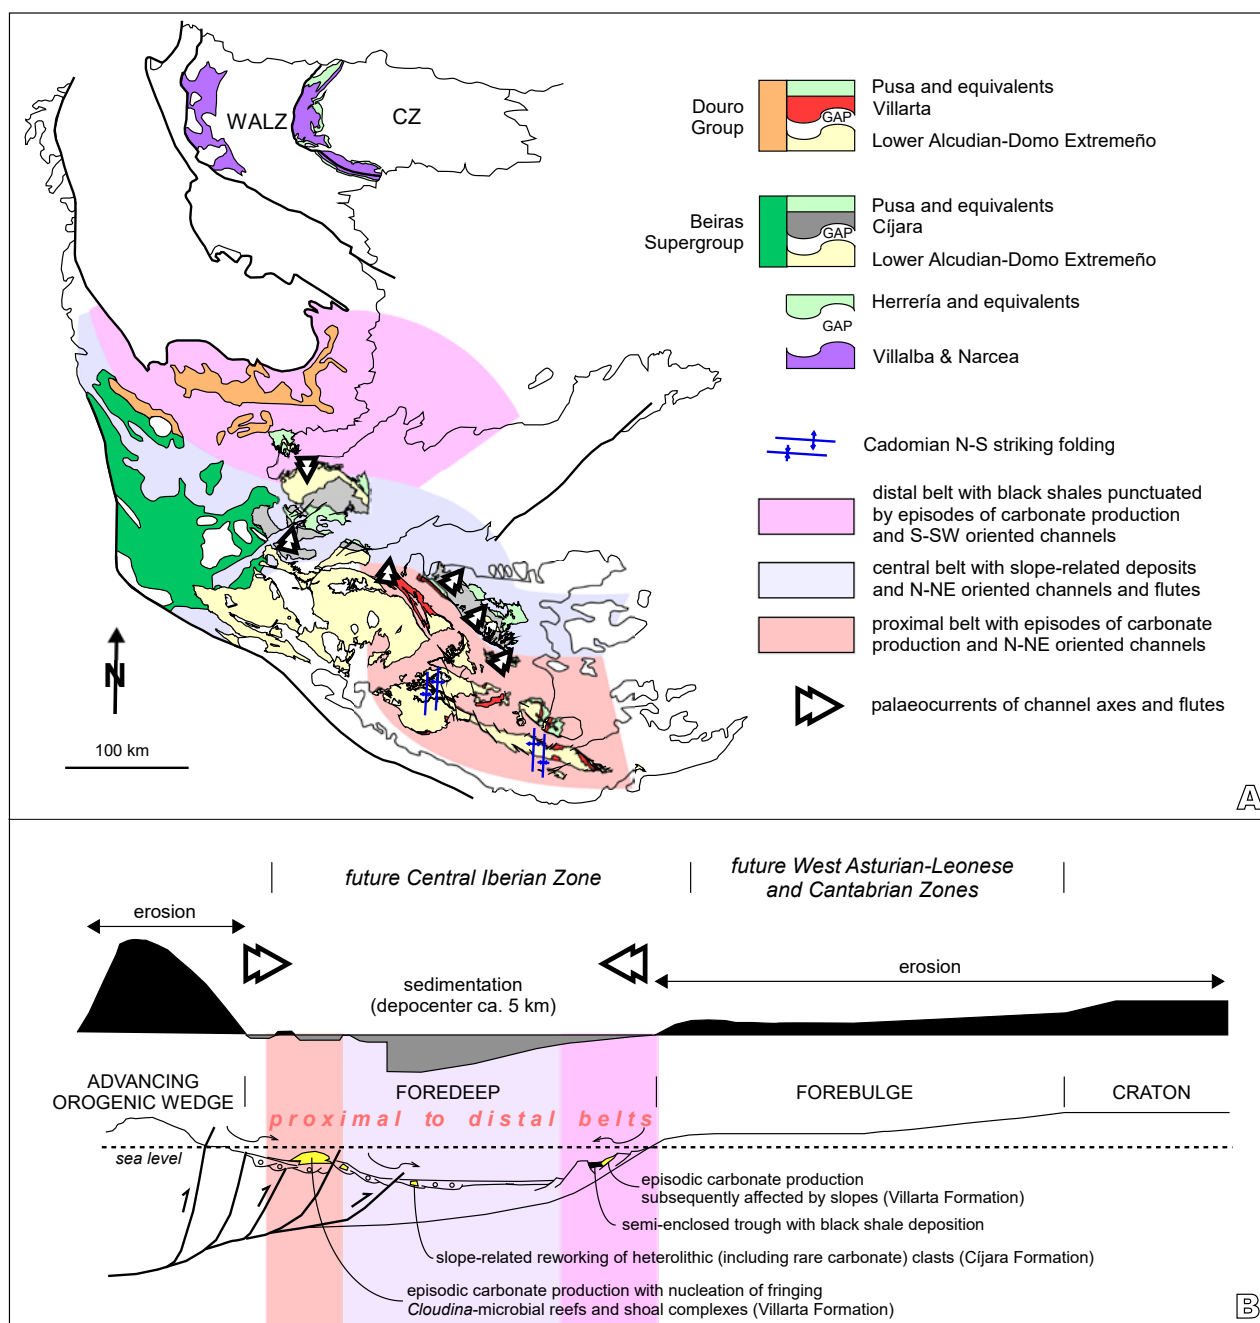 WALZ
CZ
N
100 km
Douro
Group
Pusa and equivalents
Villarta
GAP
Lower Alcudian-Domo Extremeño
Beiras
Supergroup
Pusa and equivalents
Cíjara
GAP
Lower Alcudian-Domo Extremeño
Herrería and equivalents
GAP
Villalba & Narcea
Cadomian N-S striking folding
distal belt with black shales punctuated
by episodes of carbonate production
and S-SW oriented channels
central belt with slope-related deposits
and N-NE oriented channels and flutes
proximal belt with episodes of carbonate
production and N-NE oriented channels
palaeocurrents of channel axes and flutes
A
future Central Iberian Zone
future West Asturian-Leonese
and Cantabrian Zones
erosion
sedimentation
(depocenter ca. 5 km)
erosion
ADVANCING
OROGENIC WEDGE
FOREDEEP
FOREBULGE
CRATON
proximal to distal belts
sea level
episodic carbonate production
subsequently affected by slopes (Villarta Formation)
semi-enclosed trough with black shale deposition
slope-related reworking of heterolithic (including rare carbonate) clasts (Cíjara Formation)
episodic carbonate production with nucleation of fringing
Cloudina-microbial reefs and shoal complexes (Villarta Formation)
B